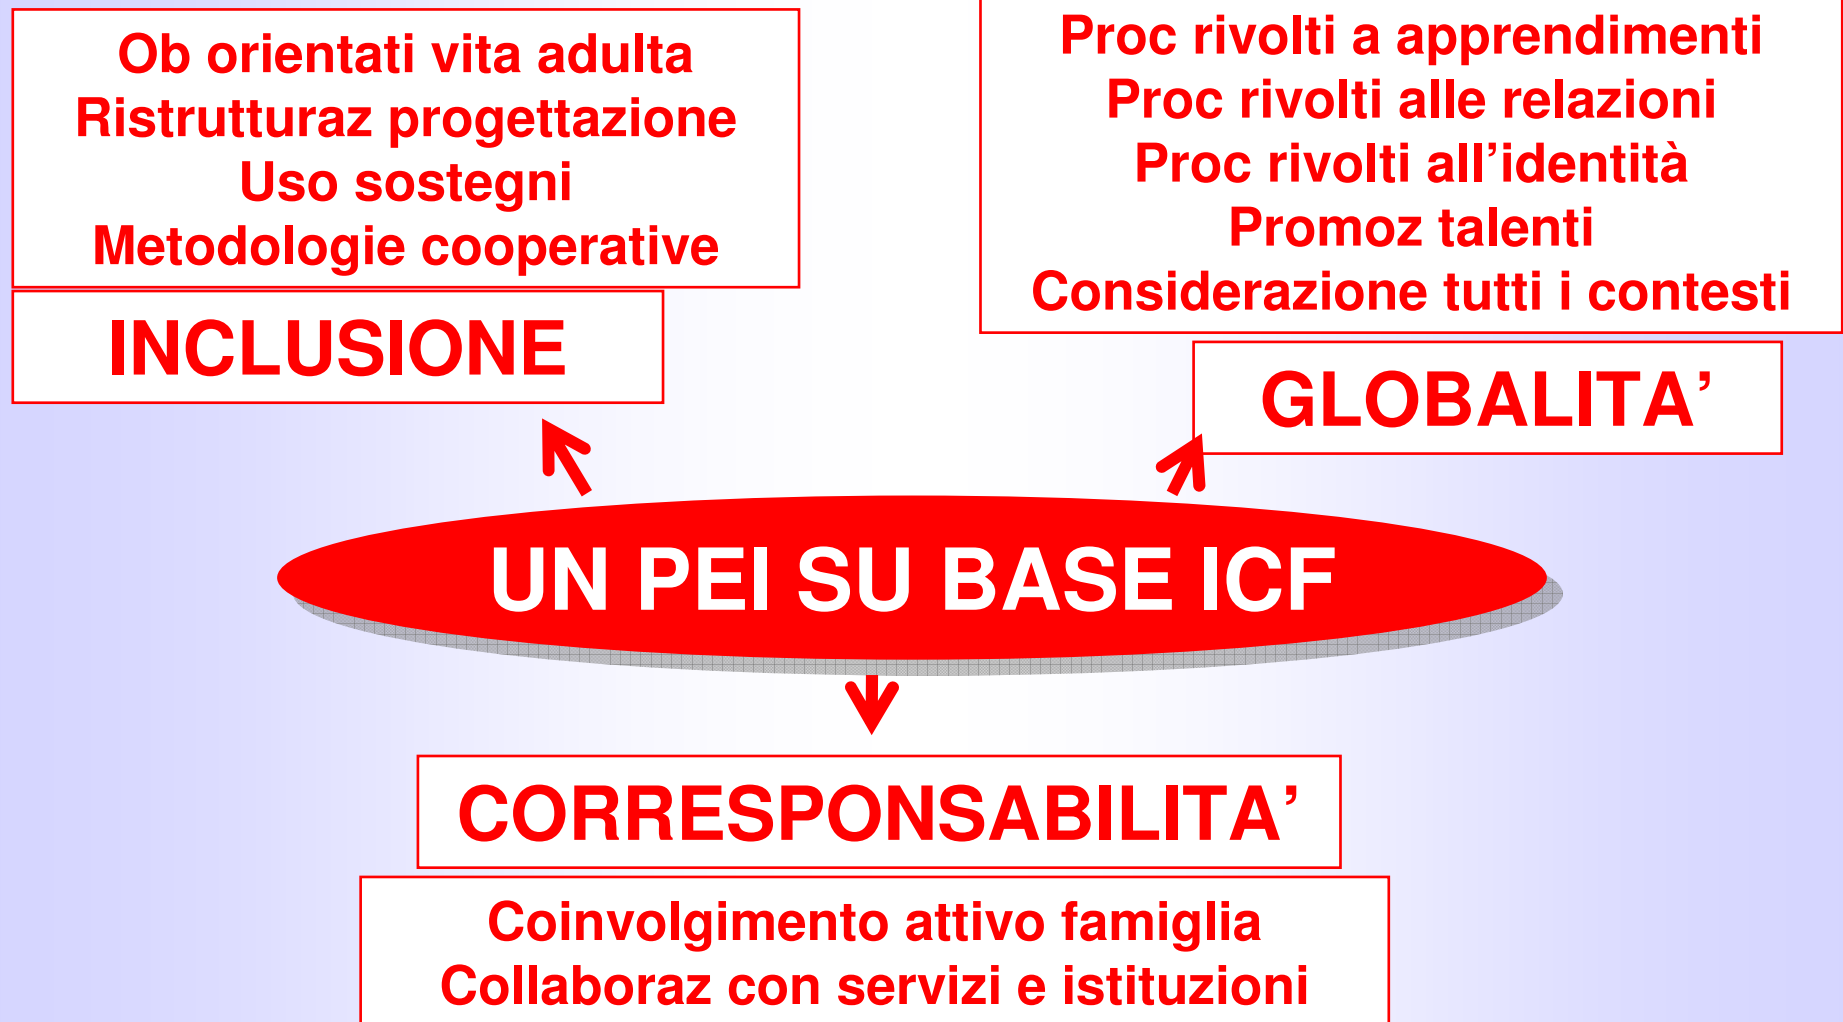 Ob orientati vita adulta
Ristrutturaz progettazione
Uso sostegni
Metodologie cooperative
INCLUSIONE
Proc rivolti a apprendimenti
Proc rivolti alle relazioni
Proc rivolti all’identità
Promoz talenti
Considerazione tutti i contesti
GLOBALITA’
UN PEI SU BASE ICF
CORRESPONSABILITA’
Coinvolgimento attivo famiglia
Collaboraz con servizi e istituzioni